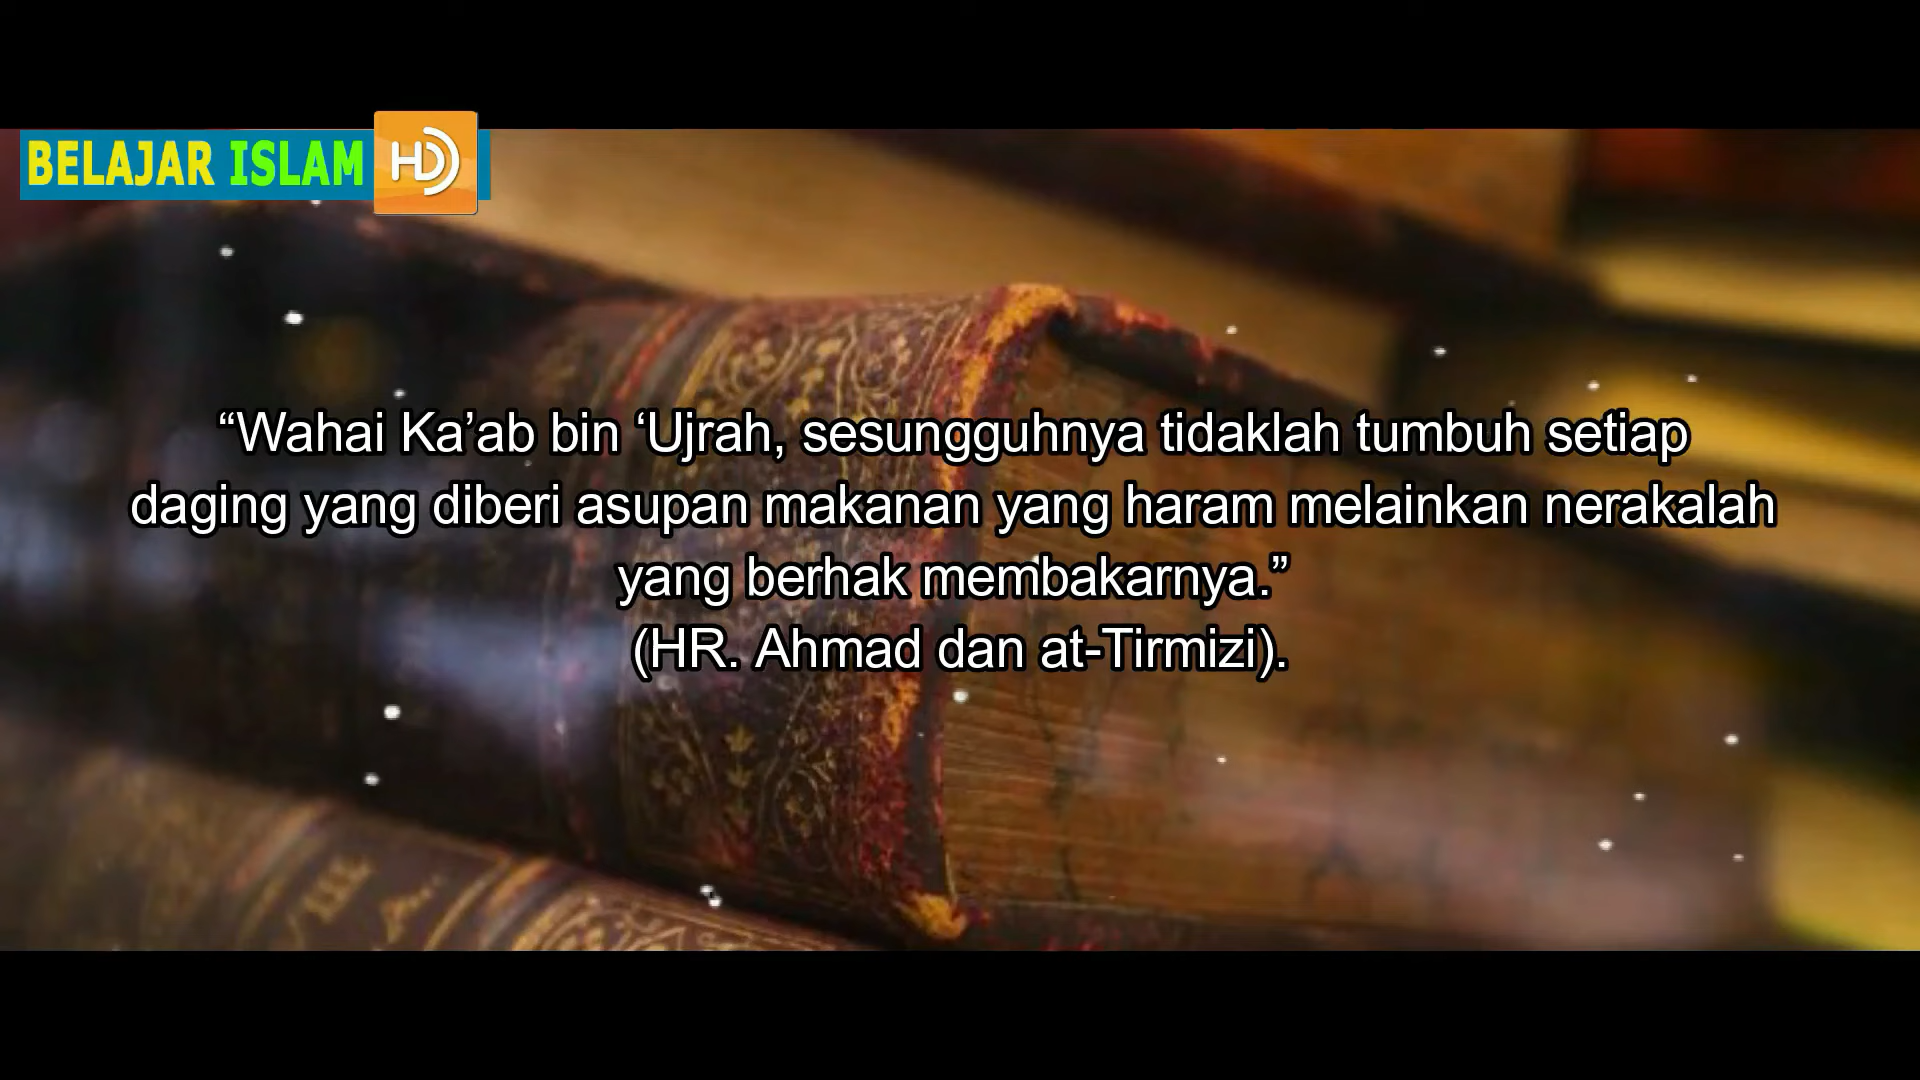 BELAJAR ISLAM HD
“Wahai Ka’ab bin ‘Ujrah, sesungguhnya tidaklah tumbuh setiap
daging yang diberi asupan makanan yang haram melainkan nerakalah
yang berhak membakarnya.”
(HR. Ahmad dan at-Tirmizi).